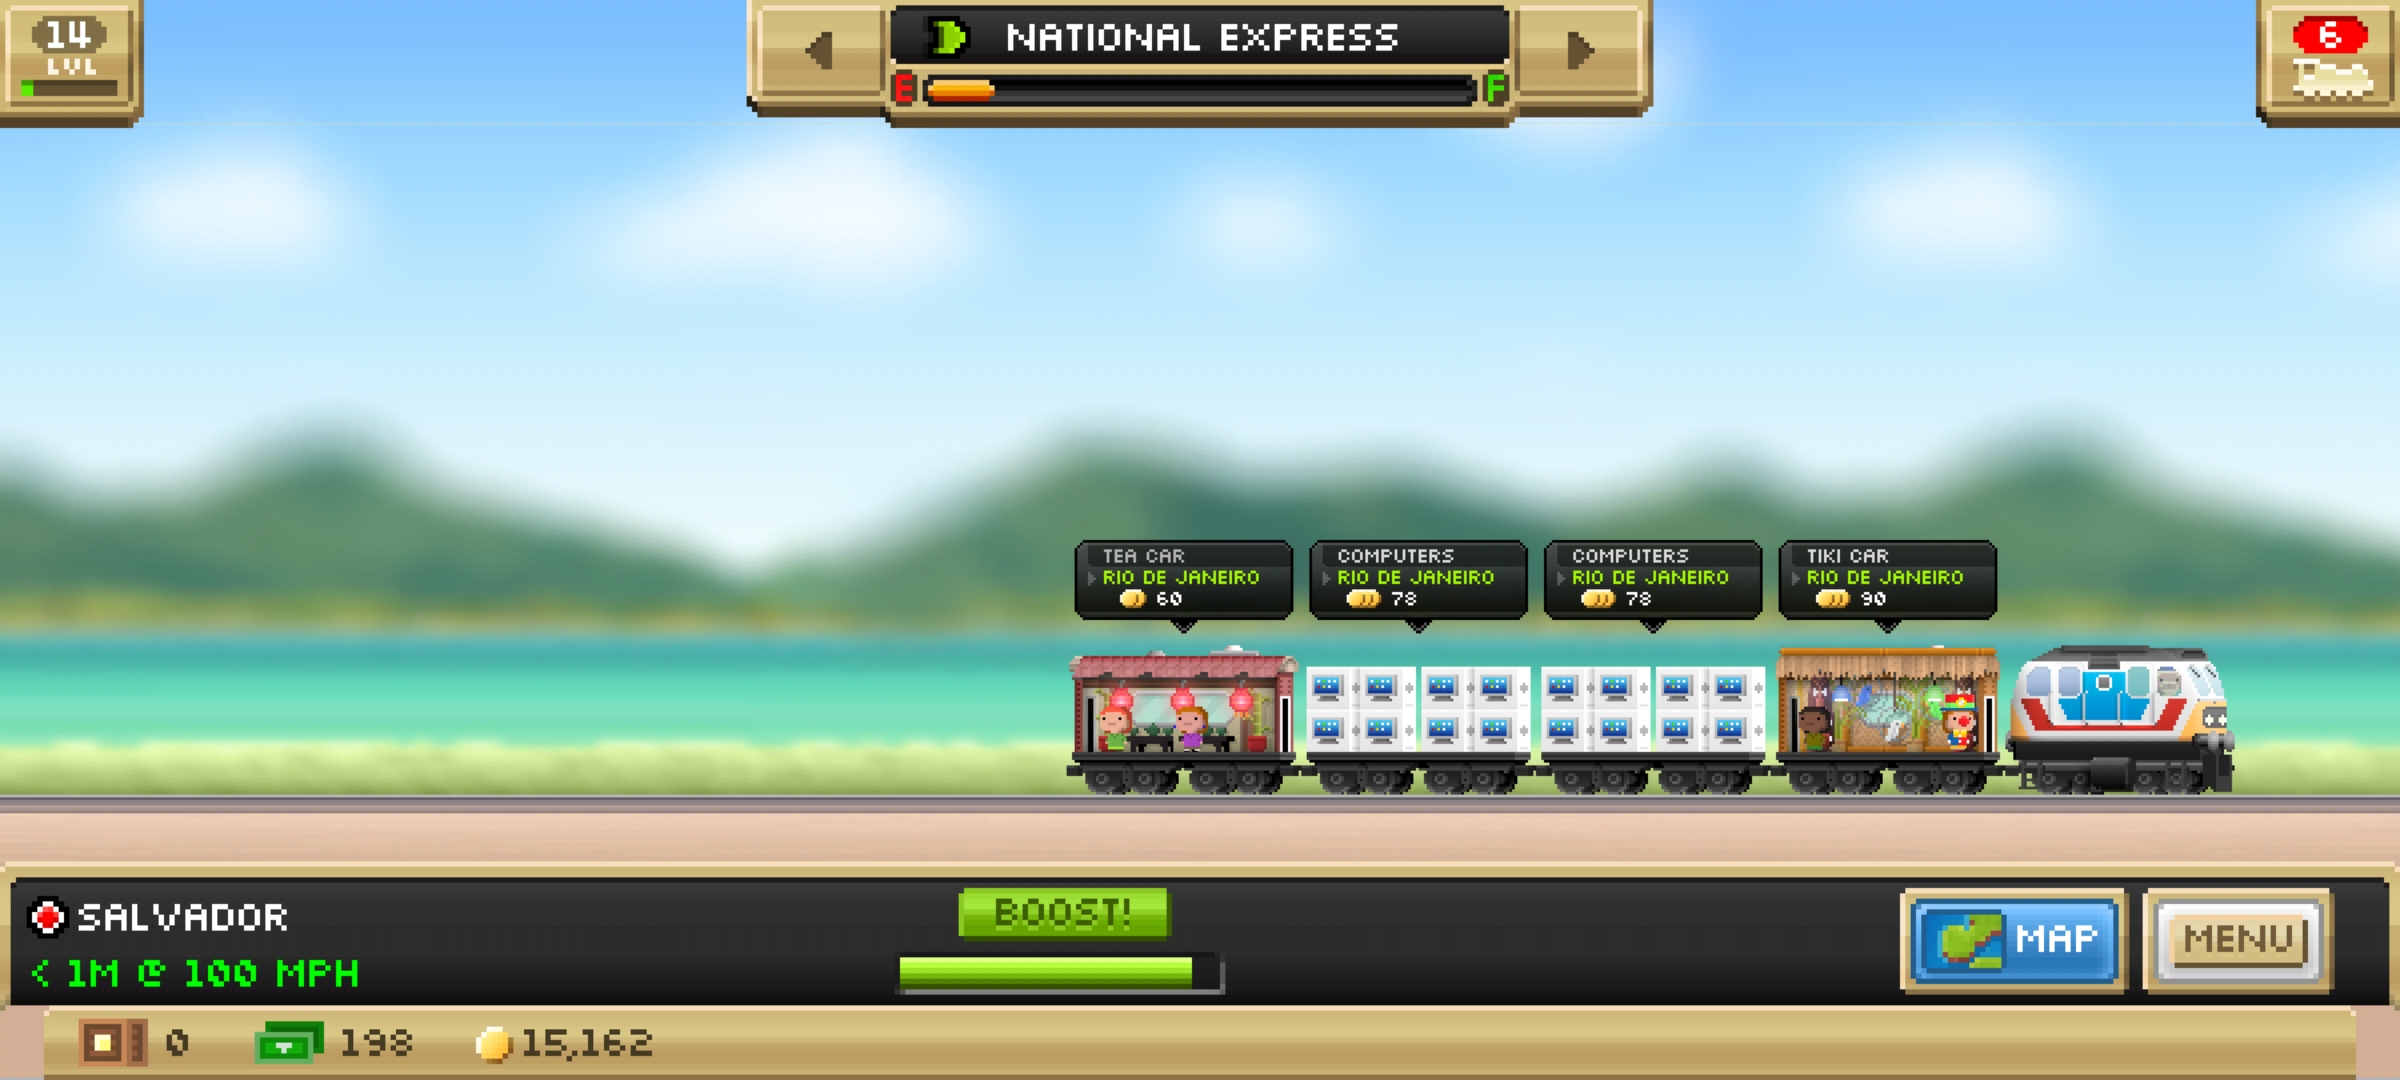 14
LVL
NATIONAL EXPRESS
E F
6
TEA CAR
RIO DE JANEIRO
60
COMPUTERS
RIO DE JANEIRO
78
COMPUTERS
RIO DE JANEIRO
78
TIKI CAR
RIO DE JANEIRO
90
SALVADOR
< 1M @ 100 MPH
BOOST!
MAP
MENU
0 198 15,162